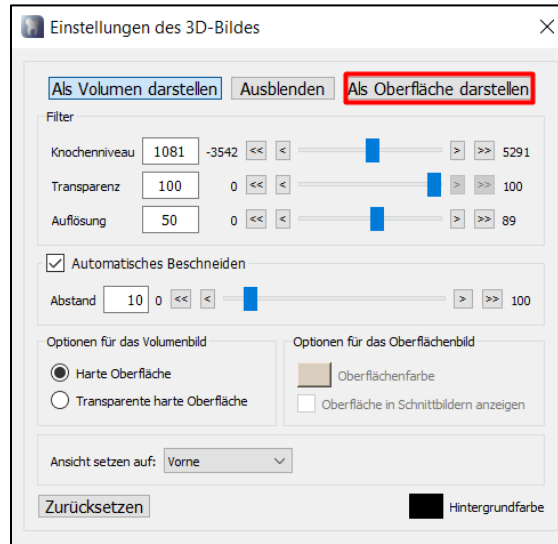 Einstellungen des 3D-Bildes
Als Volumen darstellen Ausblenden Als Oberfläche darstellen
Filter
Knochenniveau 1081 -3542 << < > >> 5291
Transparenz 100 0 << < > >> 100
Auflösung 50 0 << < > >> 89
Automatisches Beschneiden
Abstand 10 0 << < > >> 100
Optionen für das Volumenbild Optionen für das Oberflächenbild
Harte Oberfläche Oberflächenfarbe
Transparente harte Oberfläche Oberfläche in Schnittbildern anzeigen
Ansicht setzen auf: Vorne
Zurücksetzen Hintergrundfarbe